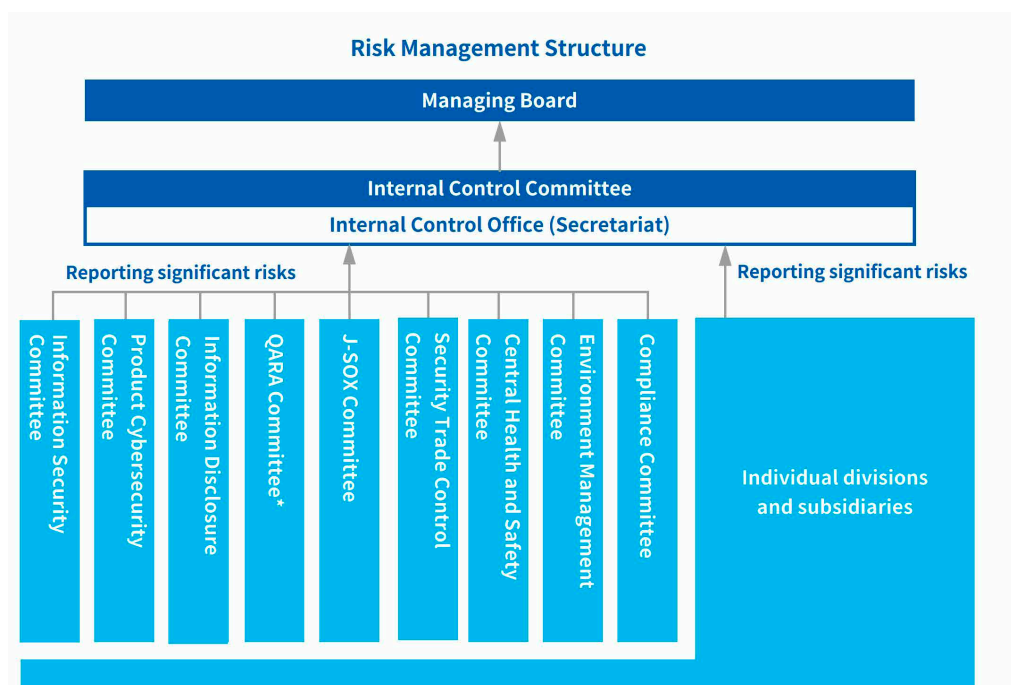 Risk Management Structure
Managing Board
Internal Control Committee
Internal Control Office (Secretariat)
Reporting significant risks
Reporting significant risks
Information Security
Committee
Product Cybersecurity
Committee
Information Disclosure
Committee
QARA Committee*
J-SOX Committee
Security Trade Control
Committee
Central Health and Safety
Committee
Environment Management
Committee
Compliance Committee
Individual divisions
and subsidiaries